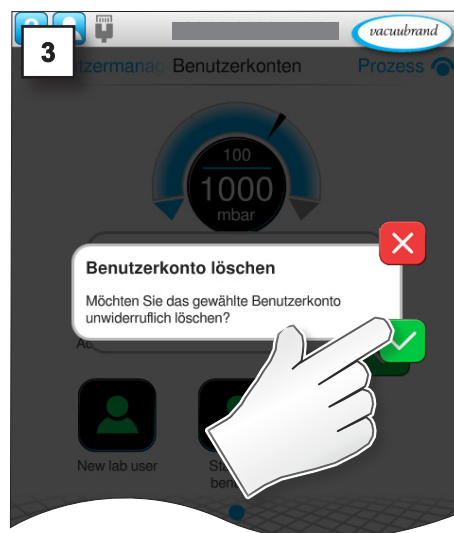 vacuubrand
3
Benutzerkonten
Prozess
100
1000
mbar
Benutzerkonto löschen
Möchten Sie das gewählte Benutzerkonto
unwiderruflich löschen?
New lab user